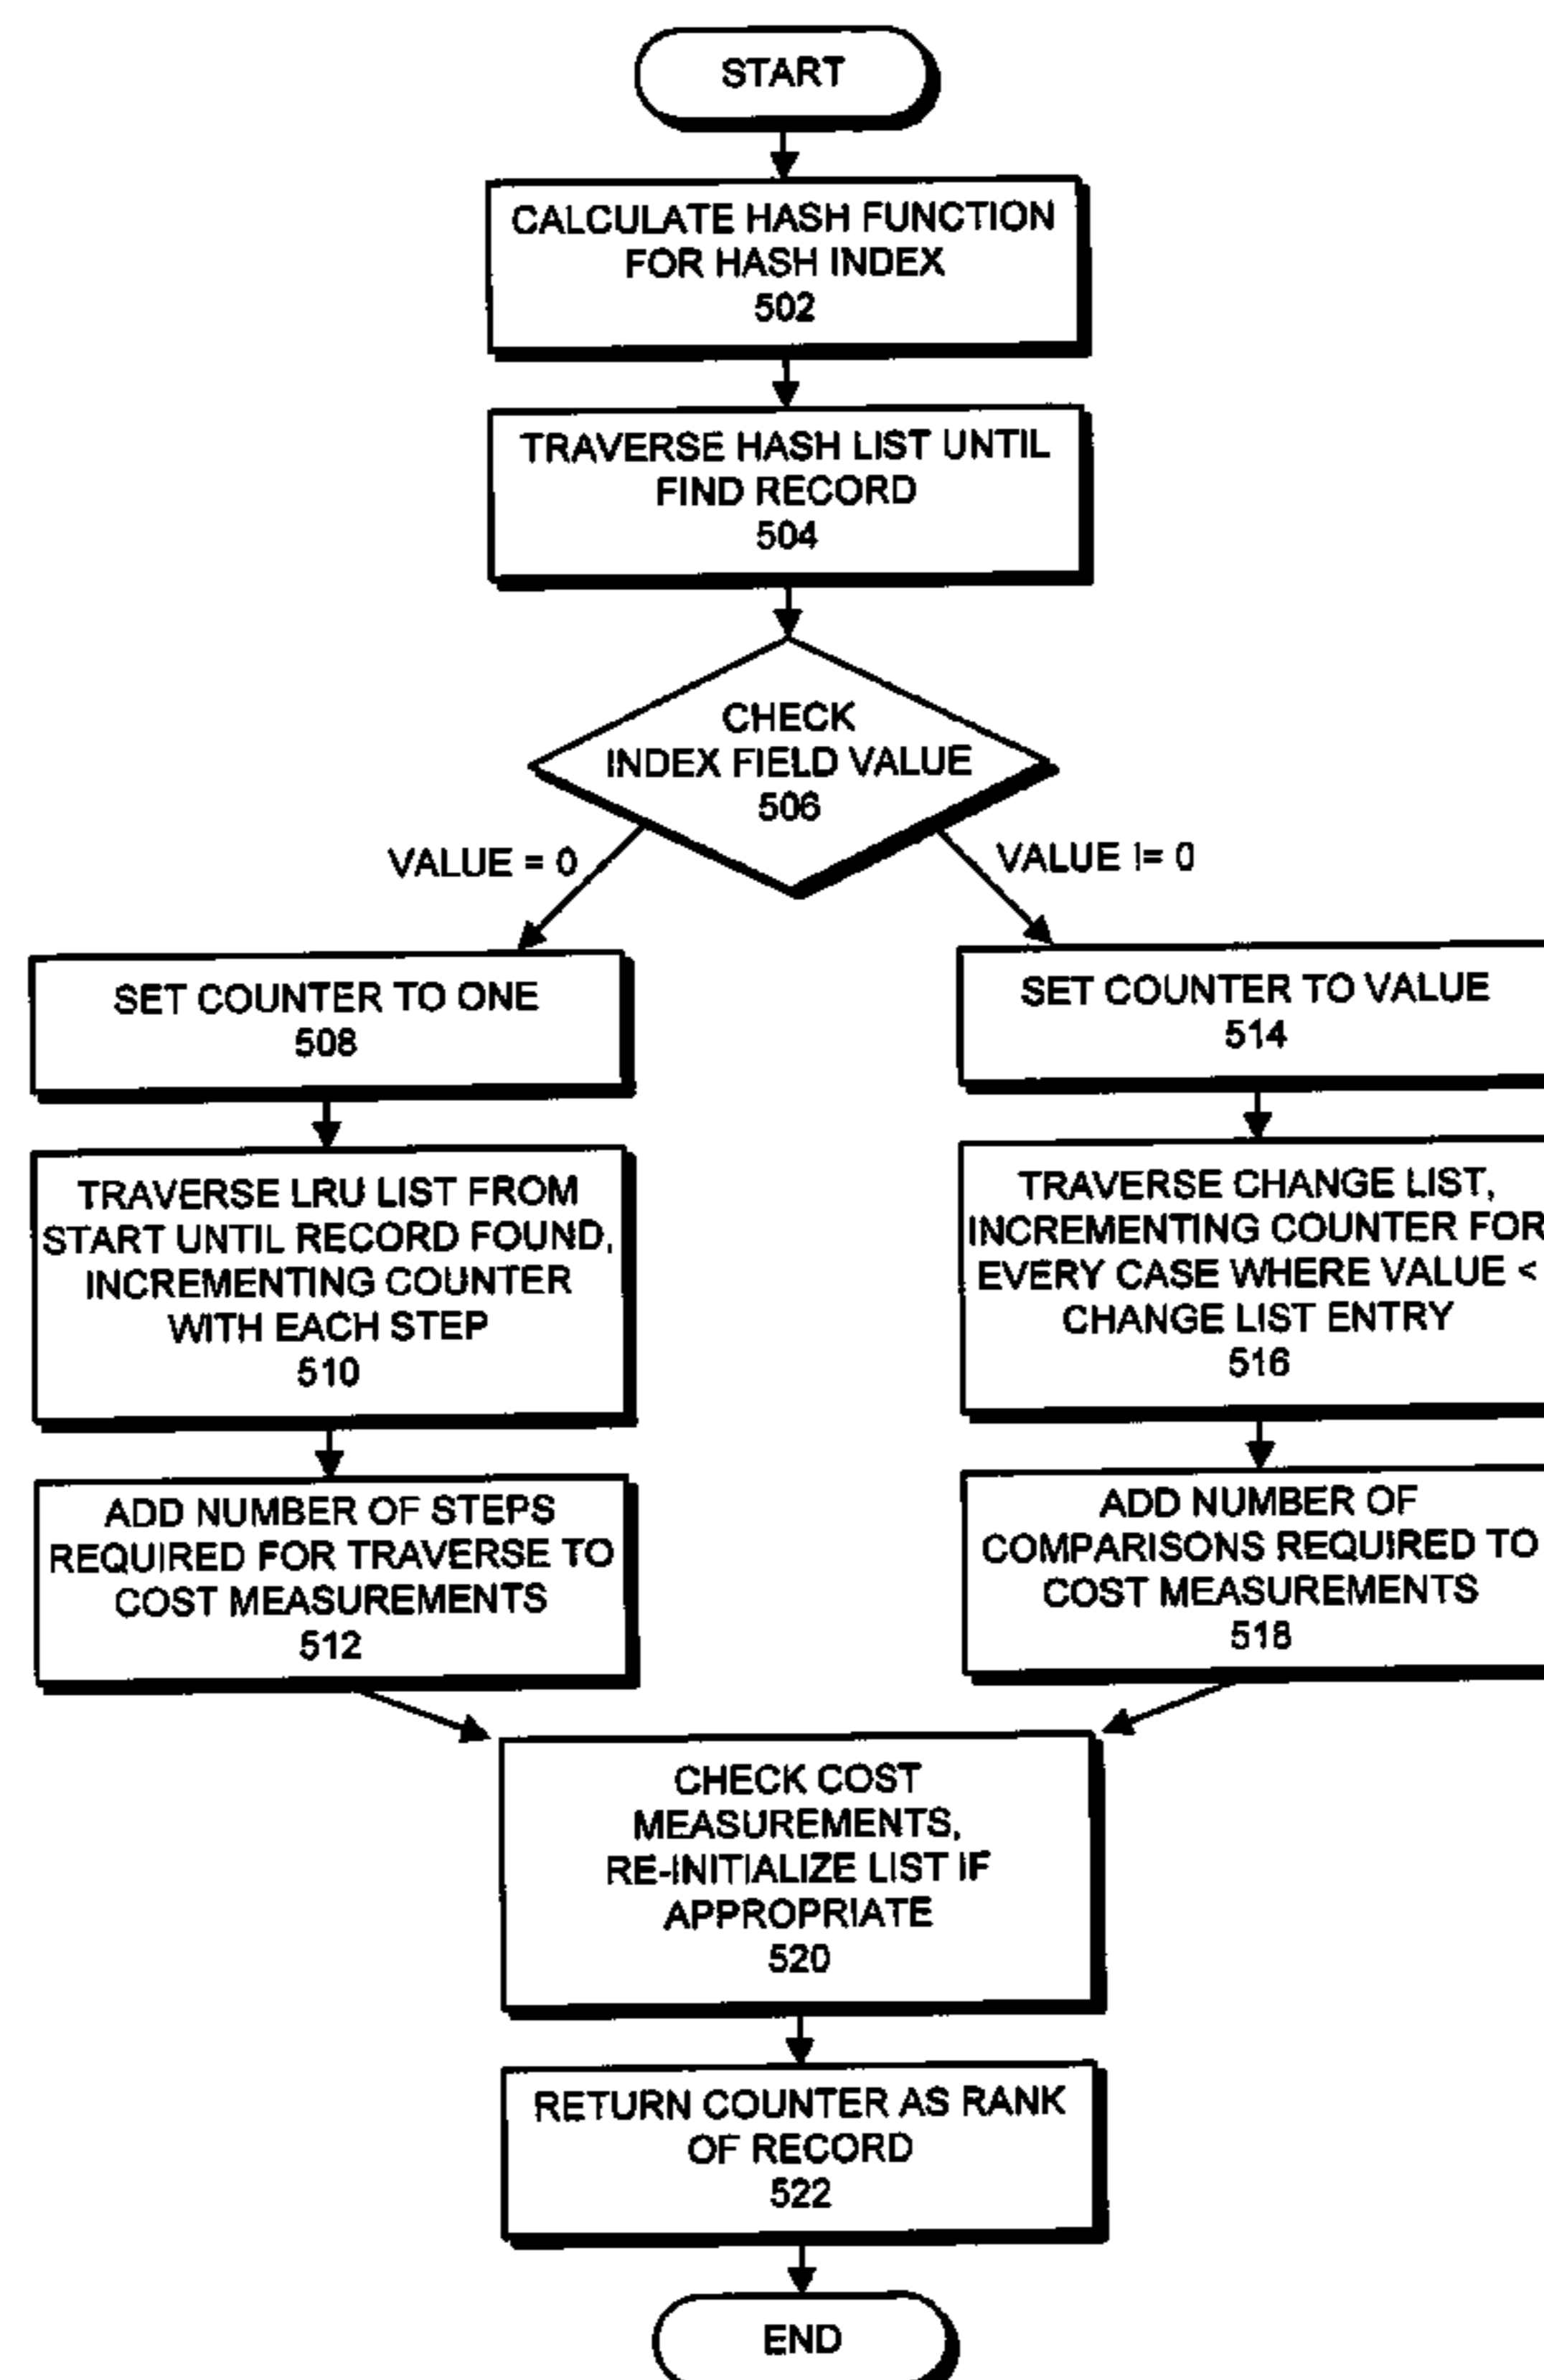 START
CALCULATE HASH FUNCTION
FOR HASH INDEX
502
TRAVERSE HASH LIST UNTIL
FIND RECORD
504
CHECK
INDEX FIELD VALUE
506
VALUE = 0
VALUE != 0
SET COUNTER TO ONE
508
TRAVERSE LRU LIST FROM
START UNTIL RECORD FOUND,
INCREMENTING COUNTER
WITH EACH STEP
510
ADD NUMBER OF STEPS
REQUIRED FOR TRAVERSE TO
COST MEASUREMENTS
512
SET COUNTER TO VALUE
514
TRAVERSE CHANGE LIST,
INCREMENTING COUNTER FOR
EVERY CASE WHERE VALUE <
CHANGE LIST ENTRY
516
ADD NUMBER OF
COMPARISONS REQUIRED TO
COST MEASUREMENTS
518
CHECK COST
MEASUREMENTS,
RE-INITIALIZE LIST IF
APPROPRIATE
520
RETURN COUNTER AS RANK
OF RECORD
522
END